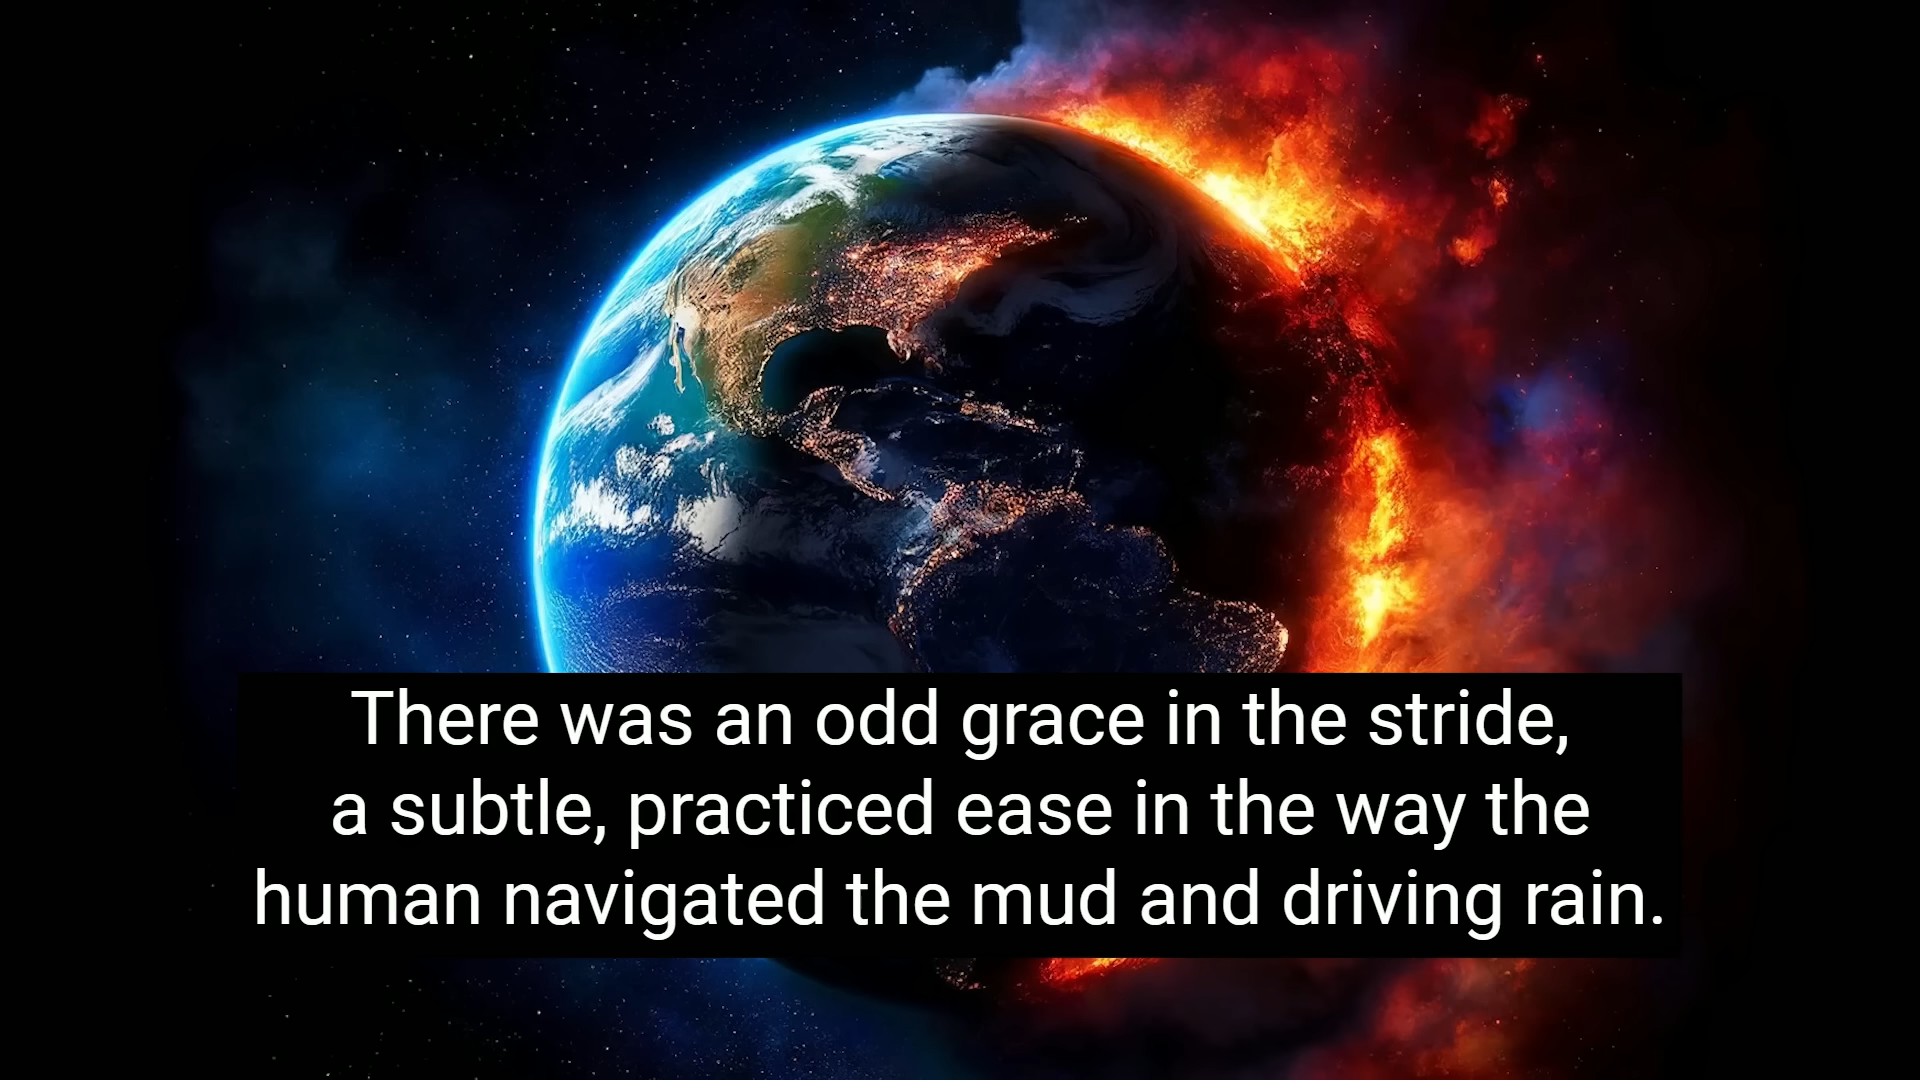 There was an odd grace in the stride,
a subtle, practiced ease in the way the
human navigated the mud and driving rain.